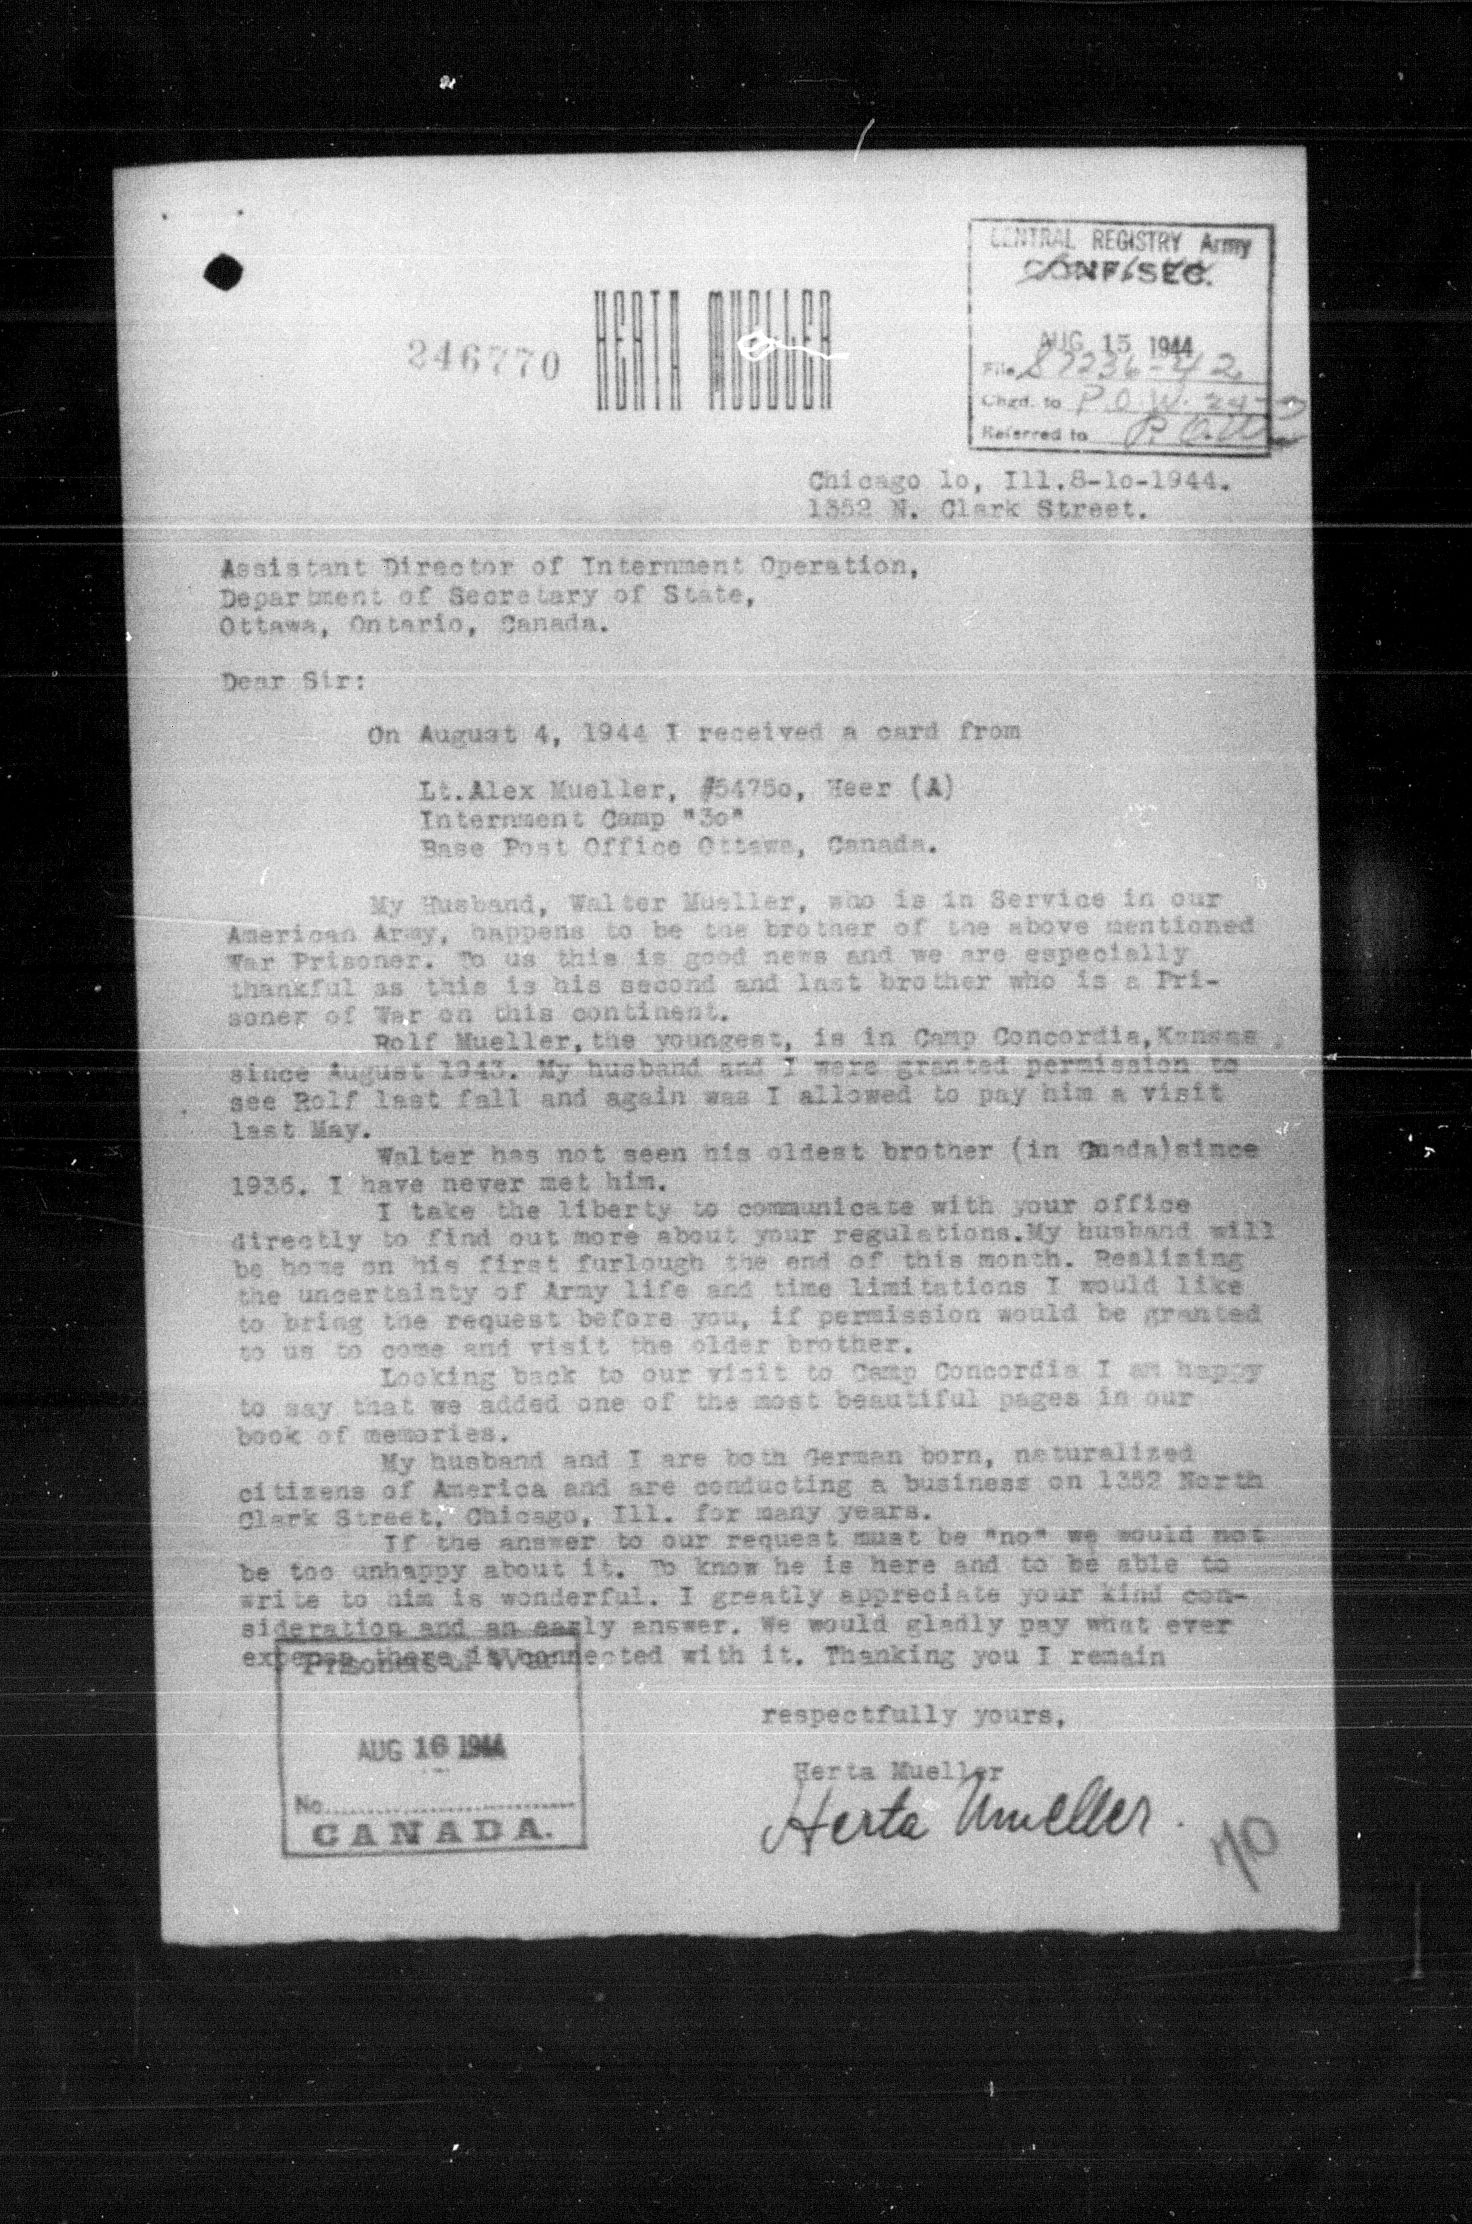 CENTRAL REGISTRY Army
CONF/SEC.
HERTA MUELLER
246770
AUG 15 1944
File S7236-42
Chgd. to P.O.W.
Referred to
Chicago lo, Ill.8-lo-1944.
1352 N. Clark Street.
Assistant Director of Internment Operation,
Department of Secretary of State,
Ottawa, Ontario, Canada.
Dear Sir:
On August 4, 1944 I received a card from
Lt.Alex Mueller, #5475o, Heer (A)
Internment Camp "3o"
Base Post Office Ottawa, Canada.
My Husband, Walter Mueller, who is in Service in our
American Army, happens to be the brother of the above mentioned
War Prisoner. To us this is good news and we are especially
thankful as this is his second and last brother who is a Pri-
soner of War on this continent.
Rolf Mueller, the youngest, is in Camp Concordia, Kansas,
since August 1943. My husband and I were granted permission to
see Rolf last fall and again was I allowed to pay him a visit
last May.
Walter has not seen his oldest brother (in Canada)since
1936. I have never met him.
I take the liberty to communicate with your office
directly to find out more about your regulations.My husband will
be home on his first furlough the end of this month. Realizing
the uncertainty of Army life and time limitations I would like
to bring the request before you, if permission would be granted
to us to come and visit the older brother.
Looking back to our visit to Camp Concordia I am happy
to say that we added one of the most beautiful pages in our
book of memories.
My husband and I are both German born, naturalized
citizens of America and are conducting a business on 1352 North
Clark Street, Chicago, Ill. for many years.
If the answer to our request must be "no" we would not
be too unhappy about it. To know he is here and to be able to
write to him is wonderful. I greatly appreciate your kind con-
sideration and an early answer. We would gladly pay what ever
expense there is connected with it. Thanking you I remain
Prisoners of War
respectfully yours,
AUG 16 1944
Herta Mueller
No
Herta Mueller.
CANADA.
70